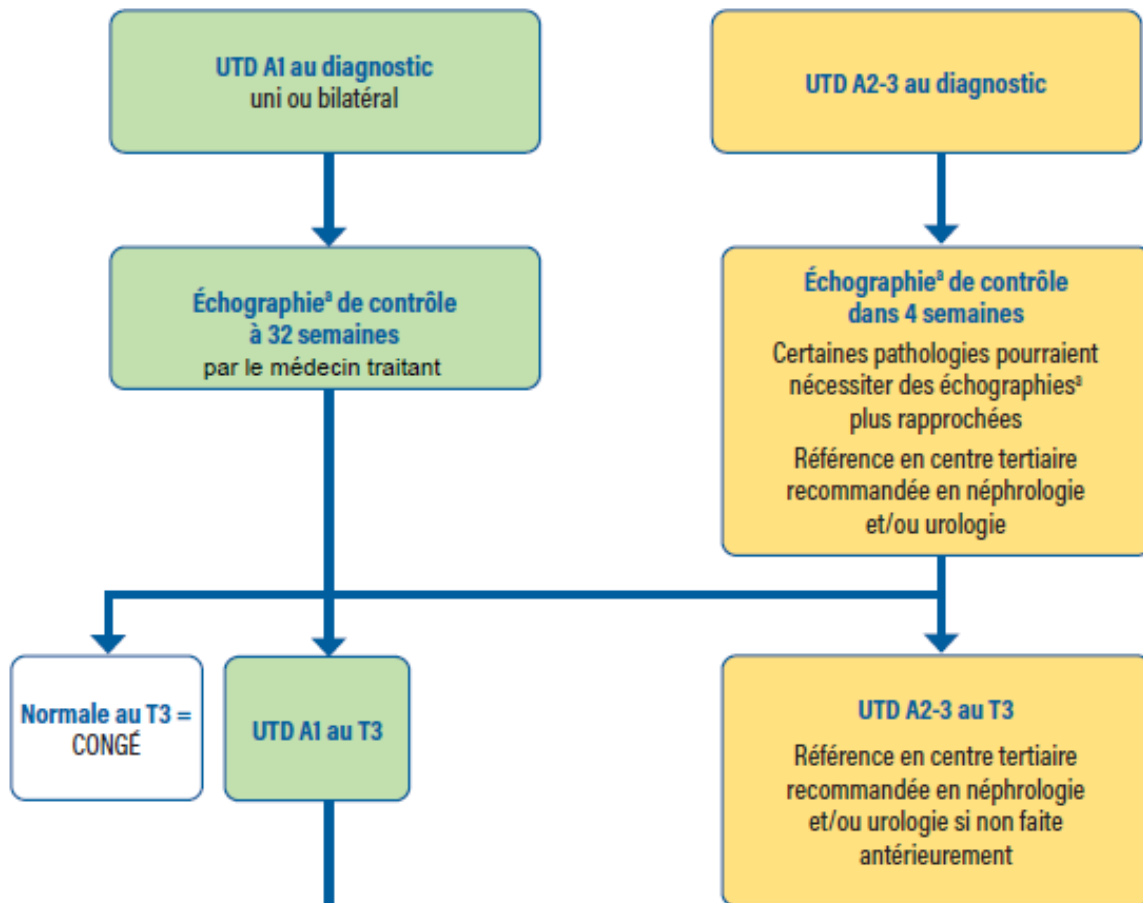 UTD A1 au diagnostic
uni ou bilatéral
UTD A2-3 au diagnostic
Échographieª de contrôle
à 32 semaines
par le médecin traitant
Échographieª de contrôle
dans 4 semaines
Certaines pathologies pourraient
nécessiter des échographiesª
plus rapprochées
Référence en centre tertiaire
recommandée en néphrologie
et/ou urologie
Normale au T3 =
CONGÉ
UTD A1 au T3
UTD A2-3 au T3
Référence en centre tertiaire
recommandée en néphrologie
et/ou urologie si non faite
antérieurement